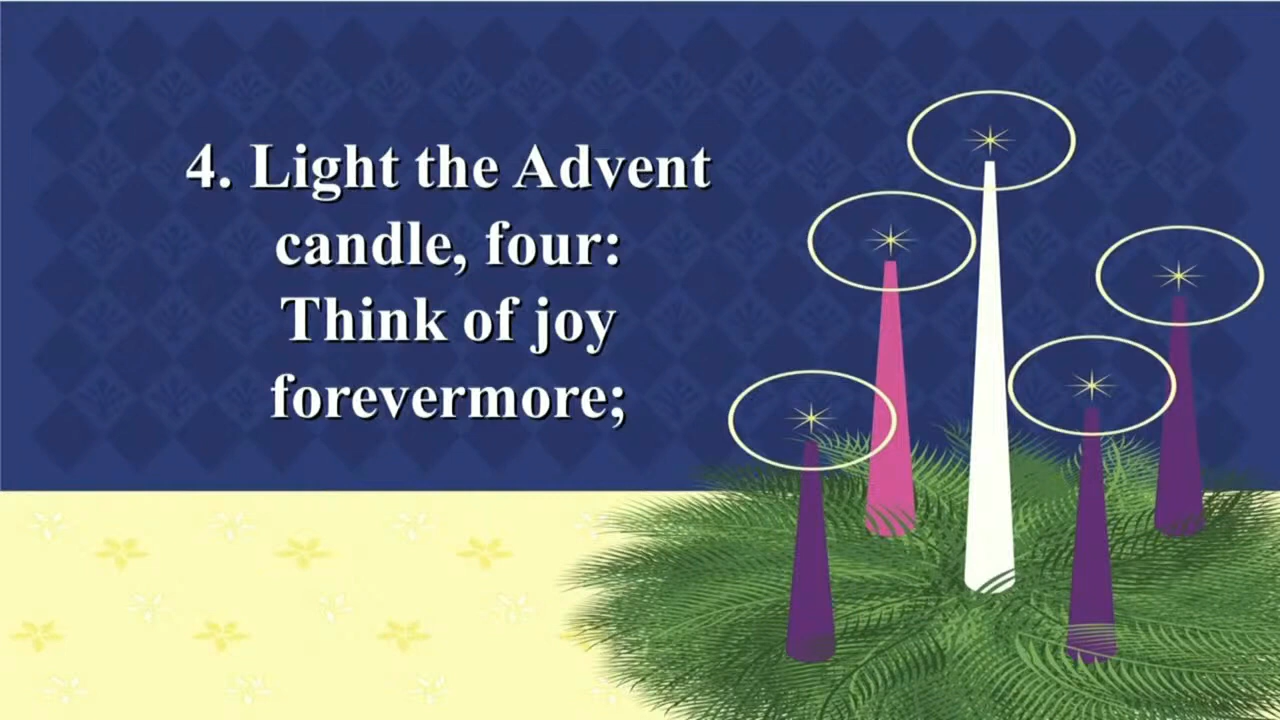 4. Light the Advent
candle, four:
Think of joy
forevermore;